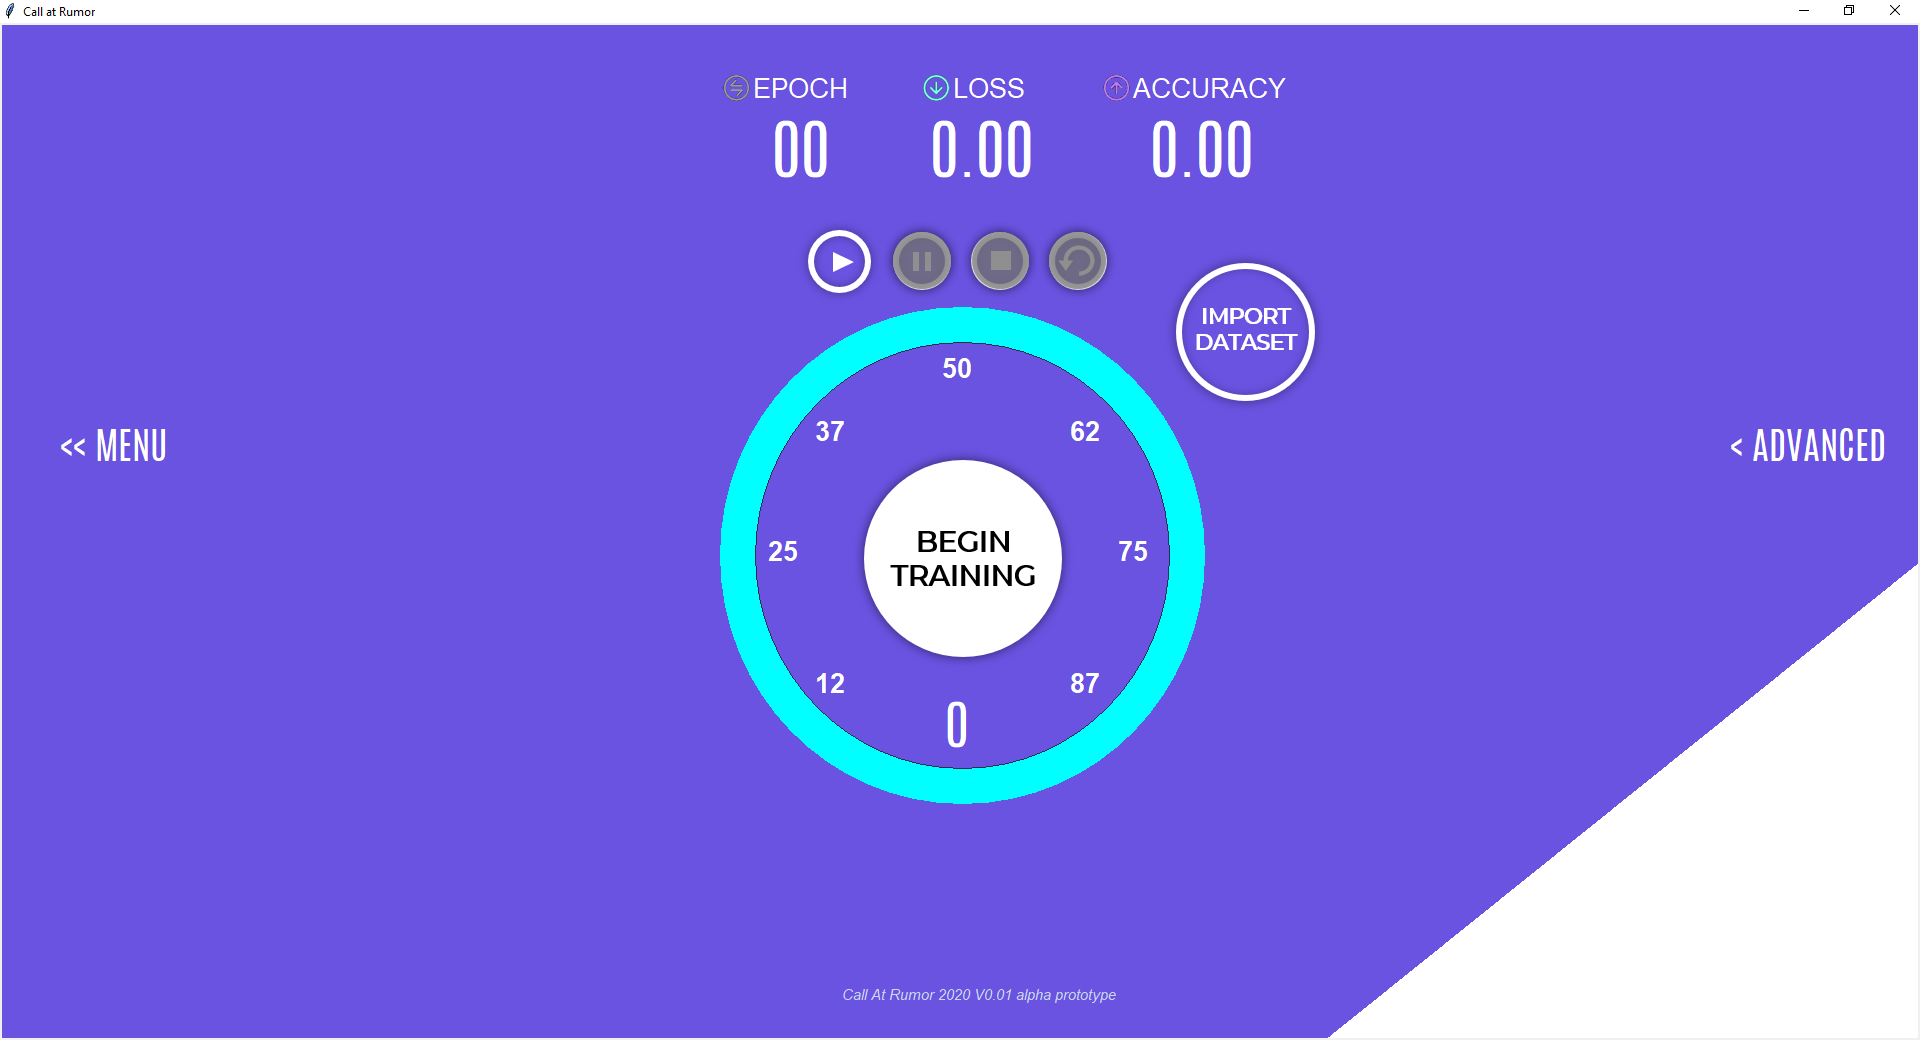 Call at Rumor
EPOCH
LOSS
ACCURACY
00
0.00
0.00
IMPORT
DATASET
50
37
62
<< MENU
< ADVANCED
25
75
BEGIN
TRAINING
12
87
0
Call At Rumor 2020 V0.01 alpha prototype